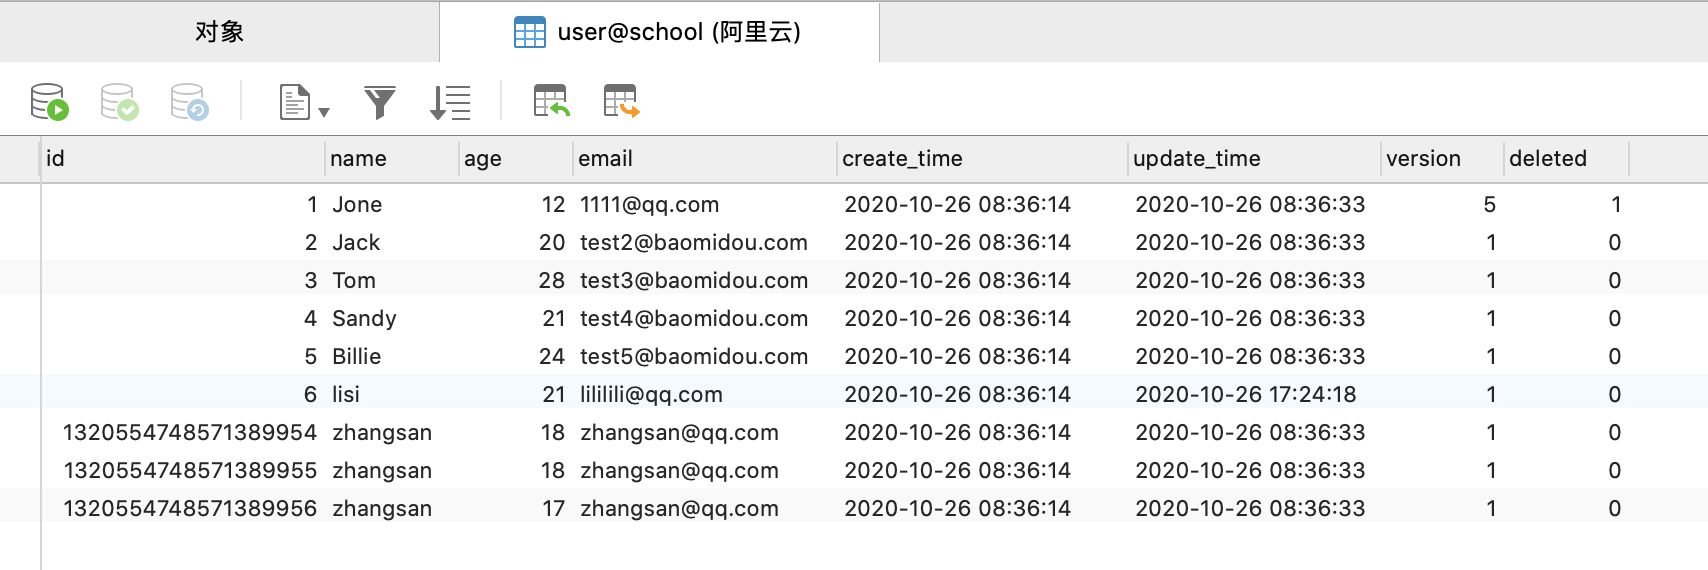 对象 user@school (阿里云)
id name age email create_time update_time version deleted
1 Jone 12 1111@qq.com 2020-10-26 08:36:14 2020-10-26 08:36:33 5 1
2 Jack 20 test2@baomidou.com 2020-10-26 08:36:14 2020-10-26 08:36:33 1 0
3 Tom 28 test3@baomidou.com 2020-10-26 08:36:14 2020-10-26 08:36:33 1 0
4 Sandy 21 test4@baomidou.com 2020-10-26 08:36:14 2020-10-26 08:36:33 1 0
5 Billie 24 test5@baomidou.com 2020-10-26 08:36:14 2020-10-26 08:36:33 1 0
6 lisi 21 lilililili@qq.com 2020-10-26 08:36:14 2020-10-26 17:24:18 1 0
1320554748571389954 zhangsan 18 zhangsan@qq.com 2020-10-26 08:36:14 2020-10-26 08:36:33 1 0
1320554748571389955 zhangsan 18 zhangsan@qq.com 2020-10-26 08:36:14 2020-10-26 08:36:33 1 0
1320554748571389956 zhangsan 17 zhangsan@qq.com 2020-10-26 08:36:14 2020-10-26 08:36:33 1 0